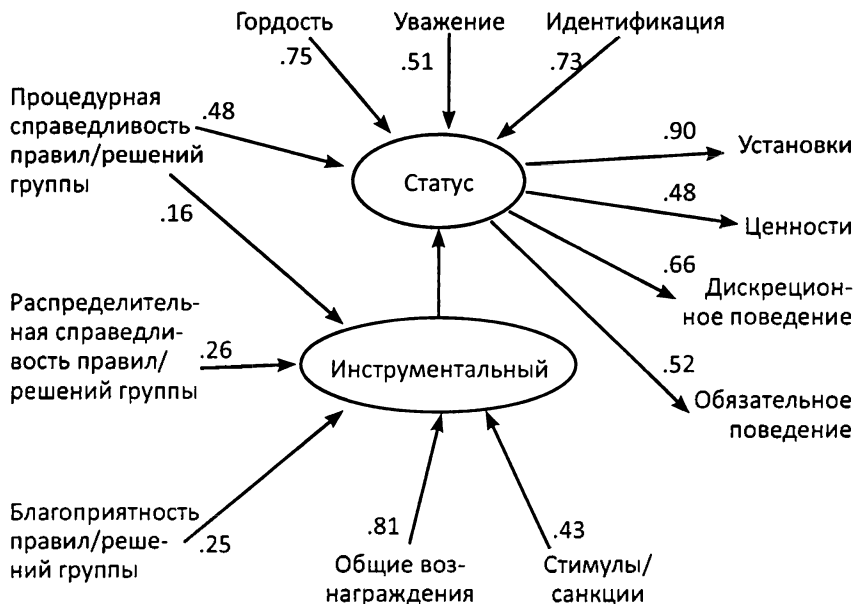 Гордость
Уважение
Идентификация
.75
.51
.73
Процедурная
справедливость
правил/решений
группы
.48
.16
Статус
.90
Установки
.48
Ценности
.66
Дискрецион-
ное поведение
.52
Обязательное
поведение
Распределитель-
ная справедли-
вость правил/
решений группы
.26
Инструментальный
Благоприятность
правил/реше-
ний группы
.25
.81
Общие воз-
награждения
.43
Стимулы/
санкции